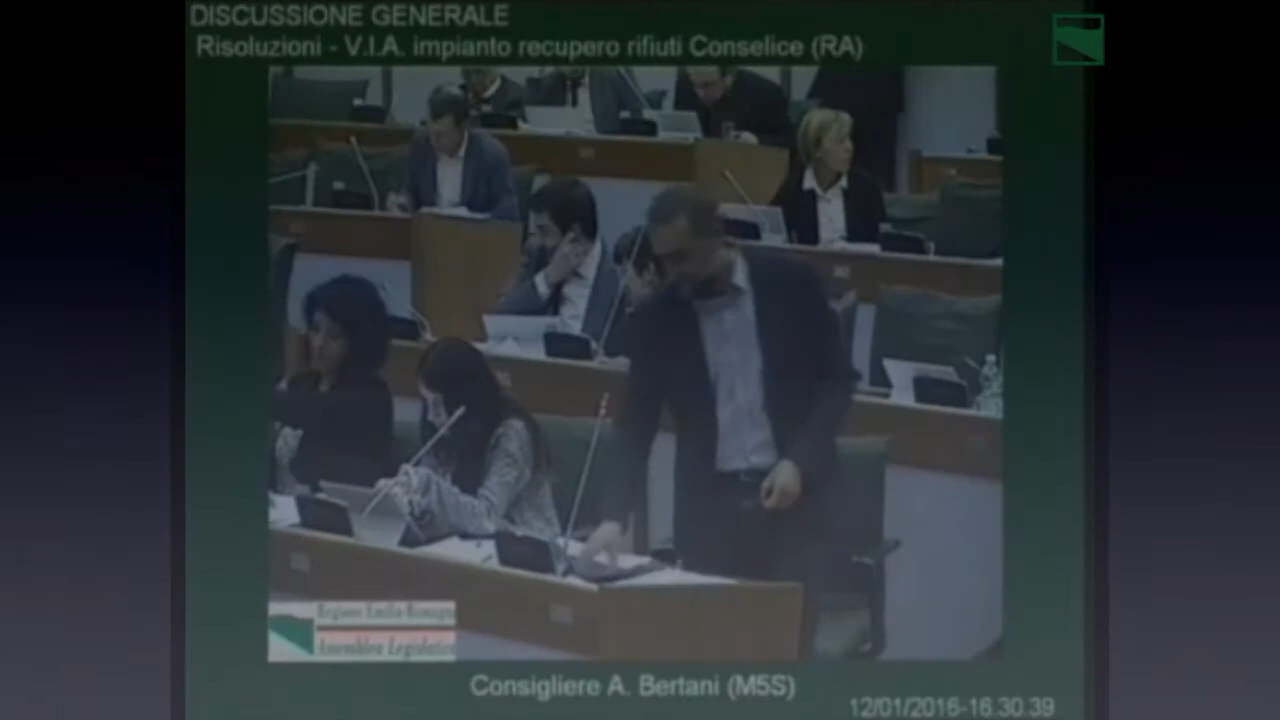 DISCUSSIONE GENERALE
Risoluzioni - V.I.A. impianto recupero rifiuti Conselice (RA)
Regione Emilia-Romagna
Assemblea Legislativa
Consigliere A. Bertani (M5S)
12/01/2016-16.30.39